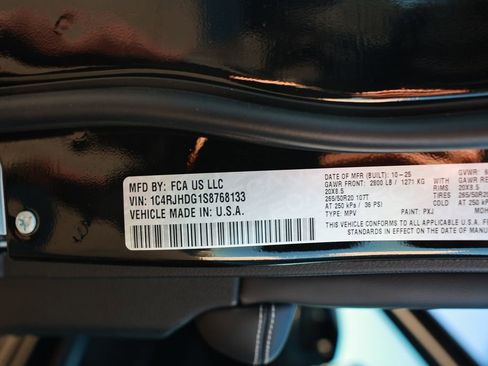 MFD BY: FCA US LLC
VIN: 1C4RJHDG1S8768133
VEHICLE MADE IN U.S.A.
DATE OF MFR (BUILT): 10-25
GAWR FRONT: 2800 LB / 1271 KG
20X8.5
265/50R20 107T
AT 250 kPa / 36 PSI
TYPE: MPV PAINT: PXJ
THIS VEHICLE CONFORMS
TO ALL APPLICABLE U.S.A.
STANDARDS IN EFFECT ON THE DATE OF MANU
GVWR:
GAWR
RIMS 20X8.5
TIRES 265/50R20
COLD AT 250 kPa